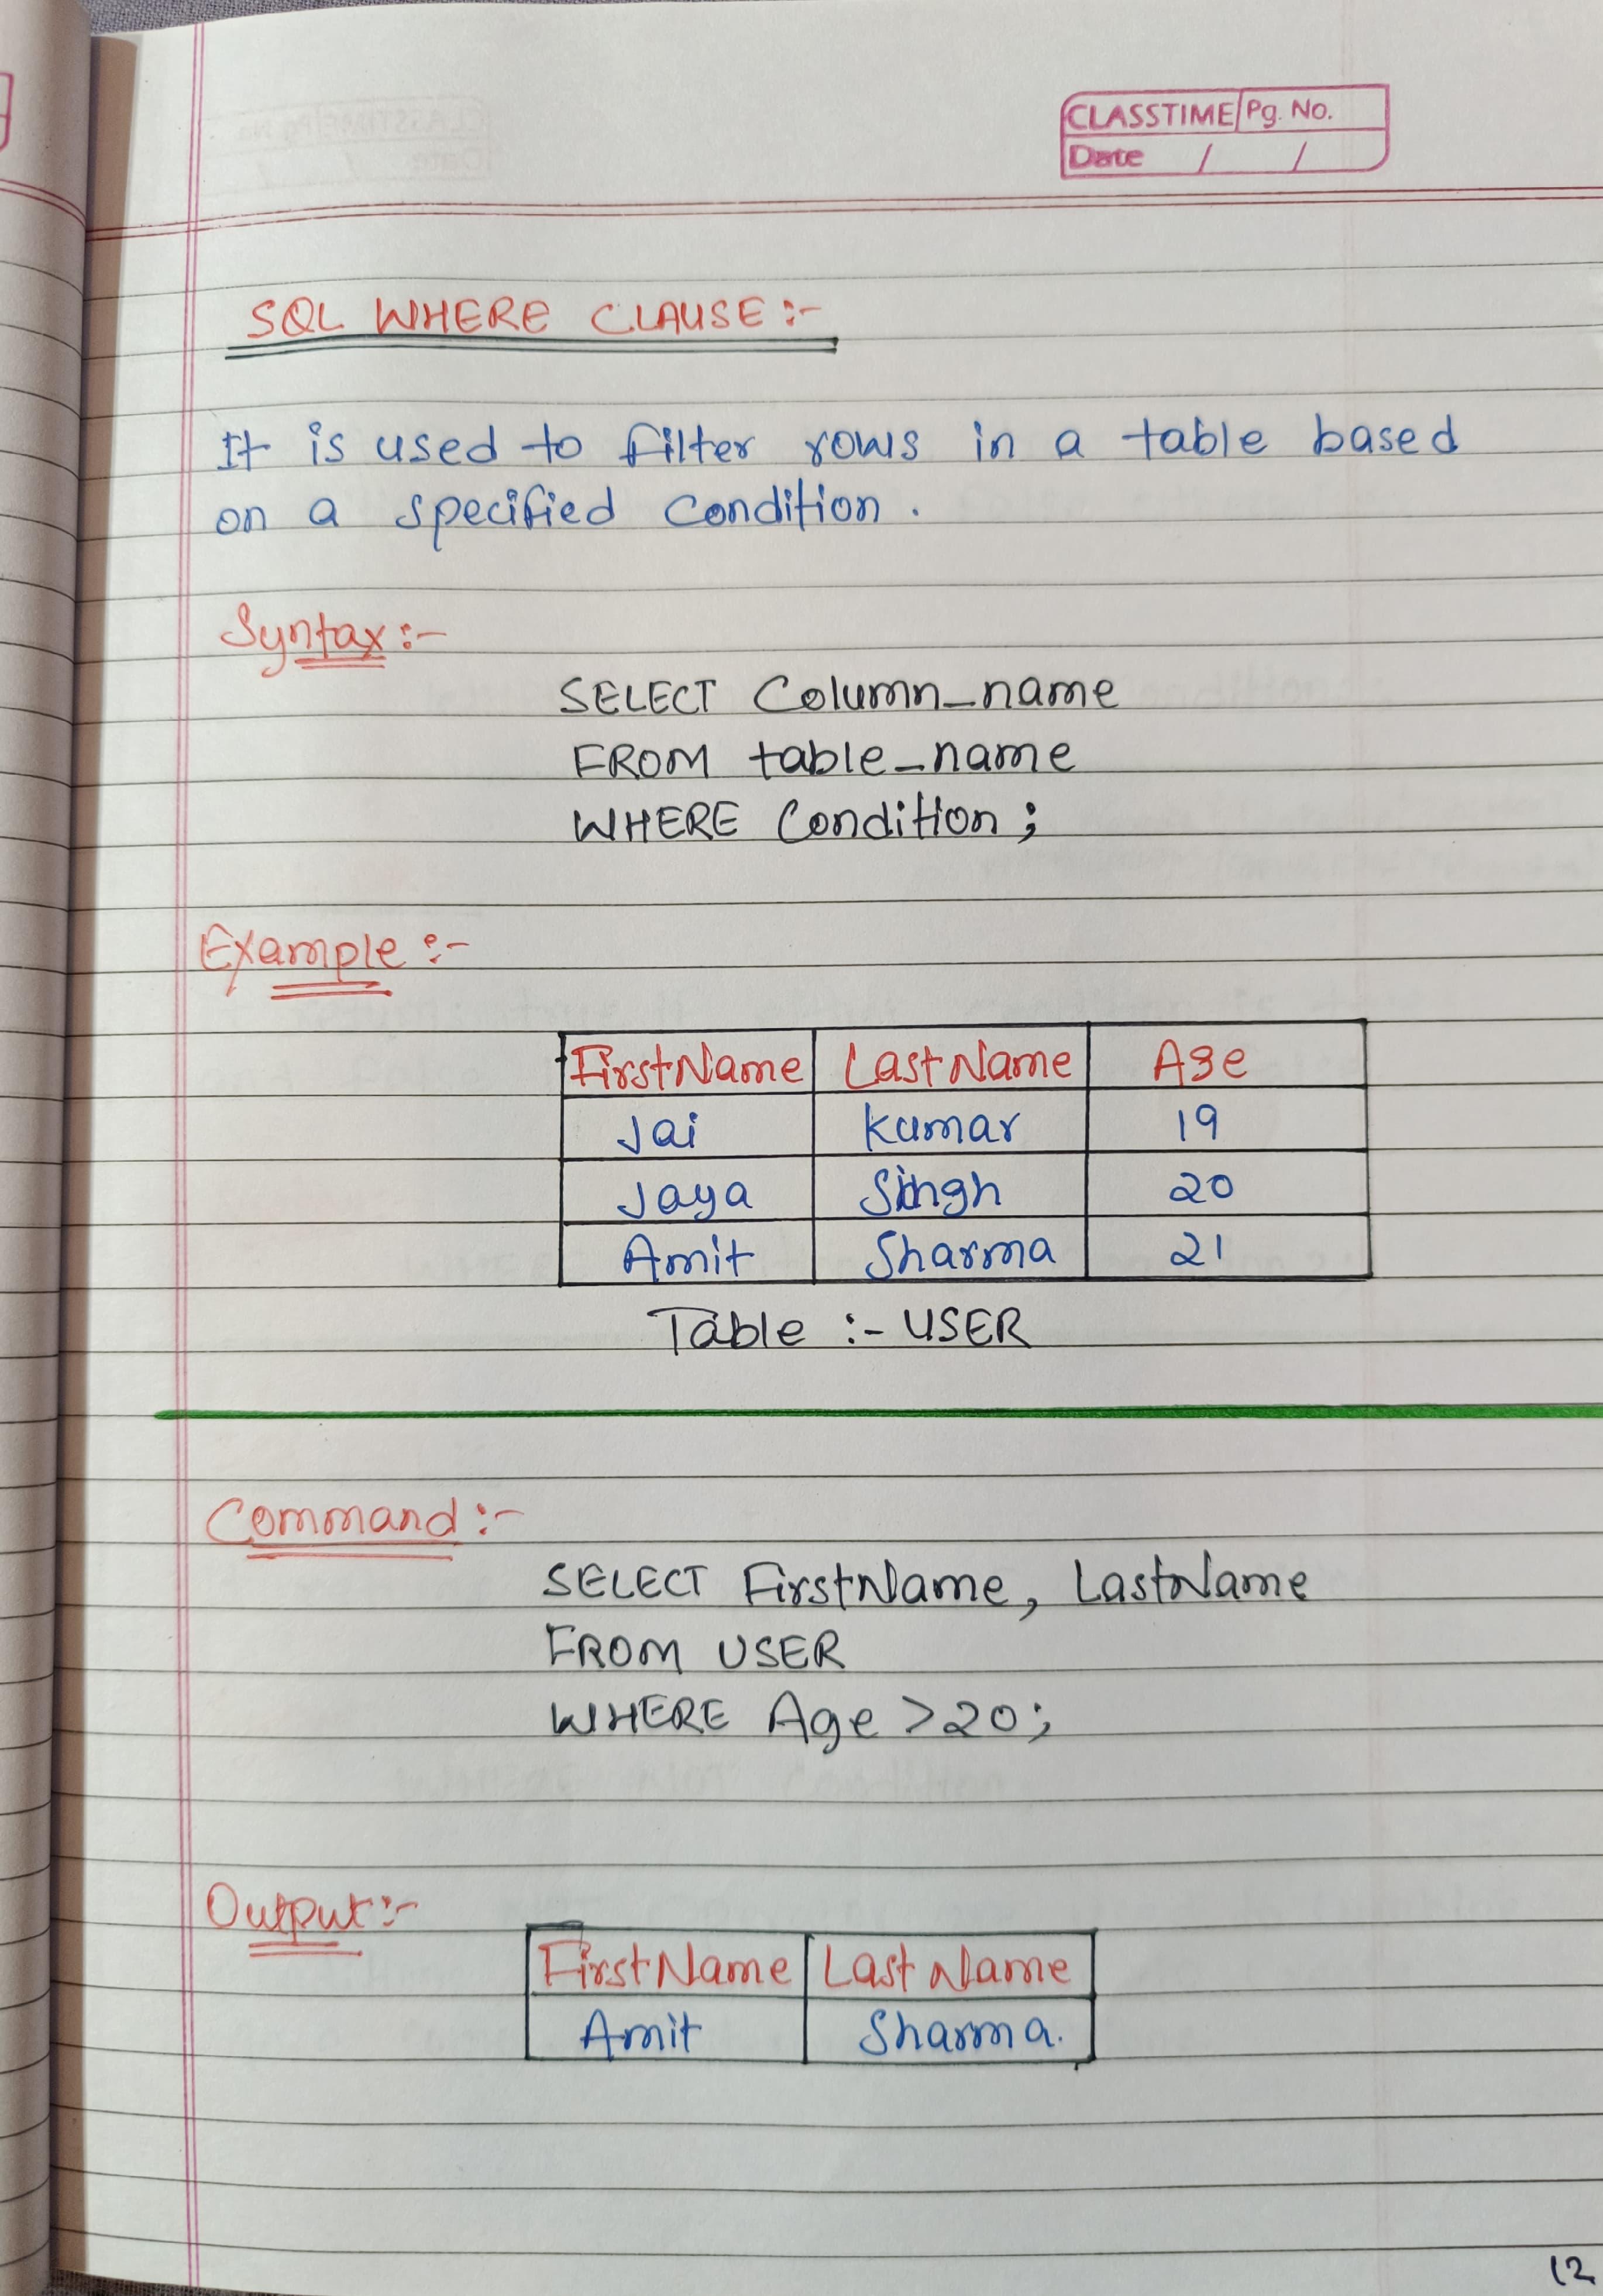 CLASSTIME Pg. No.
Date / /
SQL WHERE CLAUSE :-
It is used to filter rows in a table based
on a specified Condition .
Syntax :-
SELECT Column_name
FROM table_name
WHERE Condition ;
Example :-
FirstName LastName Age
Jai Kumar 19
Jaya Singh 20
Amit Sharma 21
Table :- USER
Command :-
SELECT FirstName, LastName
FROM USER
WHERE Age > 20 ;
Output :-
FirstName LastName
Amit Sharma.
12